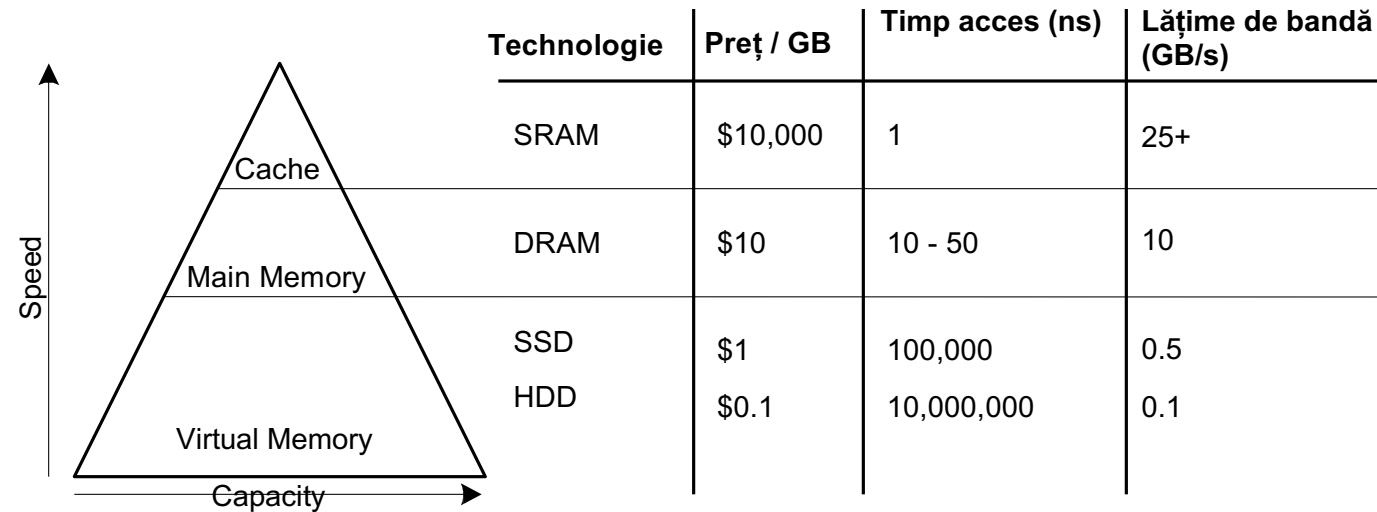 Technologie Preț / GB Timp acces (ns) Lățime de bandă
(GB/s)
SRAM $10,000 1 25+
Cache
DRAM $10 10 - 50 10
Main Memory
Speed
SSD $1 100,000 0.5
HDD $0.1 10,000,000 0.1
Virtual Memory
Capacity